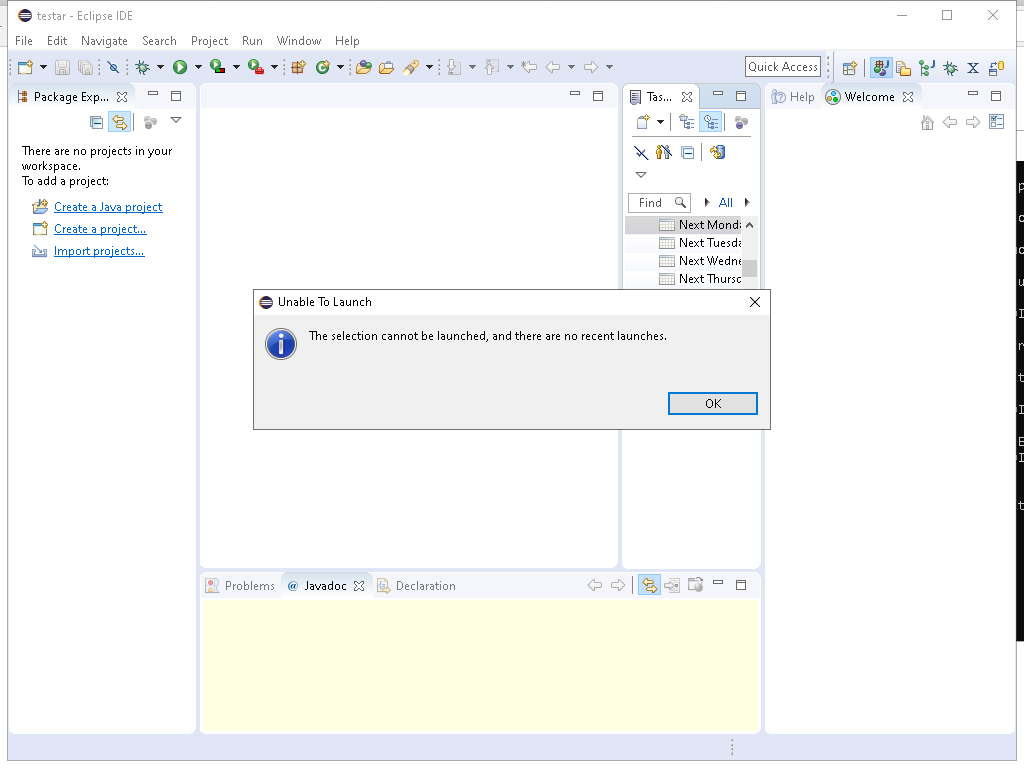 testar - Eclipse IDE
File Edit Navigate Search Project Run Window Help
Quick Access
Package Exp...
There are no projects in your
workspace.
To add a project:
Create a Java project
Create a project...
Import projects...
Tas...
Find
All
Next Monda
Next Tuesda
Next Wedne
Next Thursd
Help
Welcome
Unable To Launch
The selection cannot be launched, and there are no recent launches.
OK
Problems
@ Javadoc
Declaration